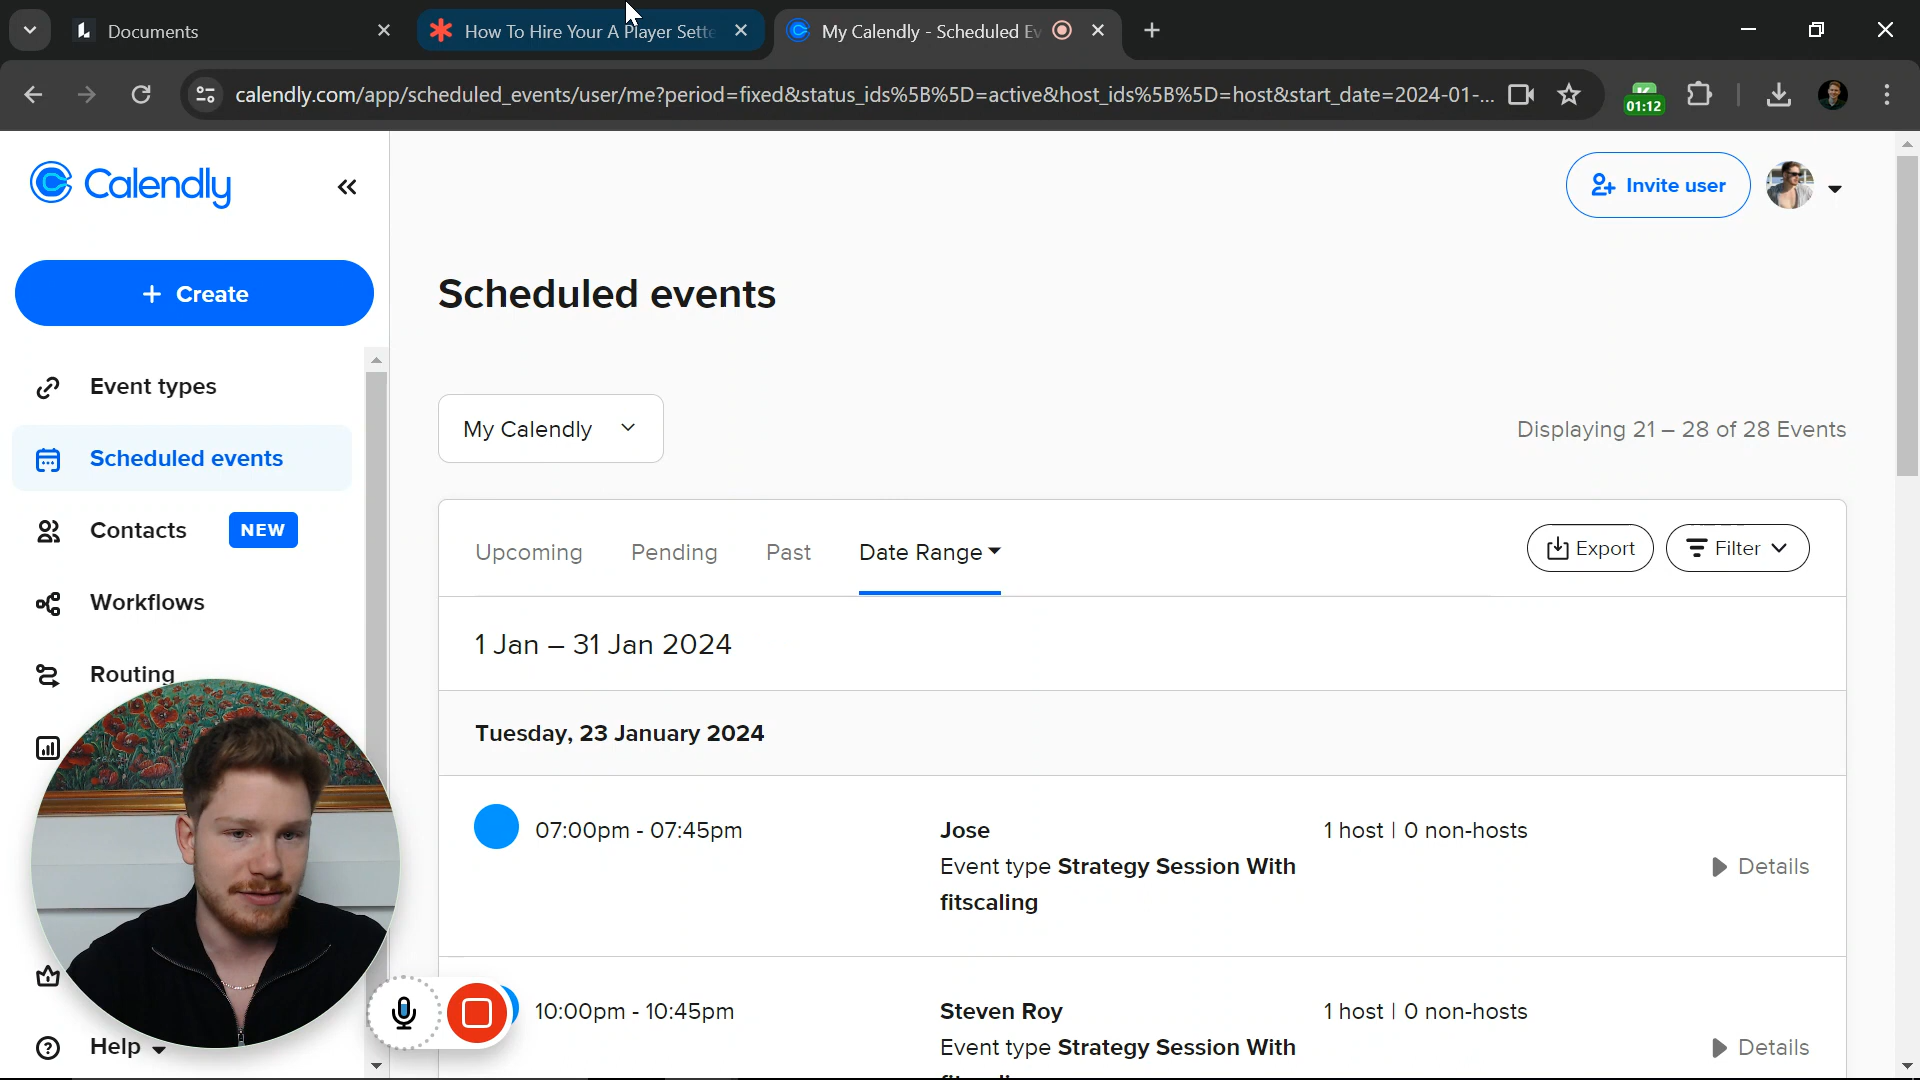 Documents
How To Hire Your A Player Sette
My Calendly - Scheduled Ev
calendly.com/app/scheduled_events/user/me?period=fixed&status_ids%5B%5D=active&host_ids%5B%5D=host&start_date=2024-01-...
01:12
Calendly
Invite user
+ Create
Scheduled events
Event types
My Calendly
Displaying 21 – 28 of 28 Events
Scheduled events
Contacts NEW
Upcoming Pending Past Date Range
Export
Filter
Workflows
1 Jan – 31 Jan 2024
Routing
Tuesday, 23 January 2024
07:00pm - 07:45pm
Jose
1 host | 0 non-hosts
Event type Strategy Session With
fitscaling
Details
10:00pm - 10:45pm
Steven Roy
1 host | 0 non-hosts
Event type Strategy Session With
Details
Help